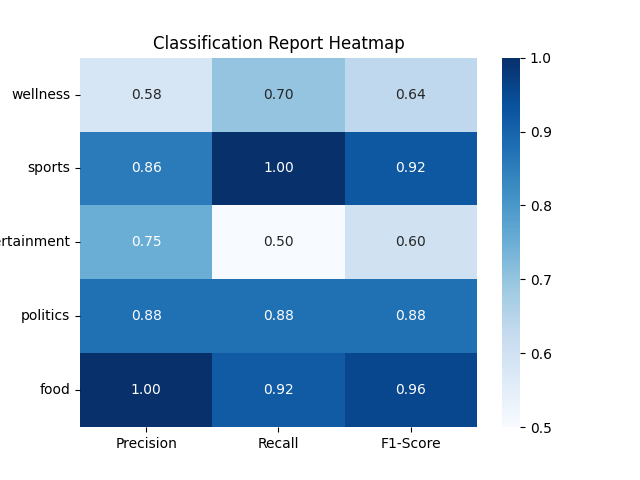 Classification Report Heatmap
wellness 0.58 0.70 0.64
sports 0.86 1.00 0.92
ertainment 0.75 0.50 0.60
politics 0.88 0.88 0.88
food 1.00 0.92 0.96
Precision Recall F1-Score
1.0
0.9
0.8
0.7
0.6
0.5